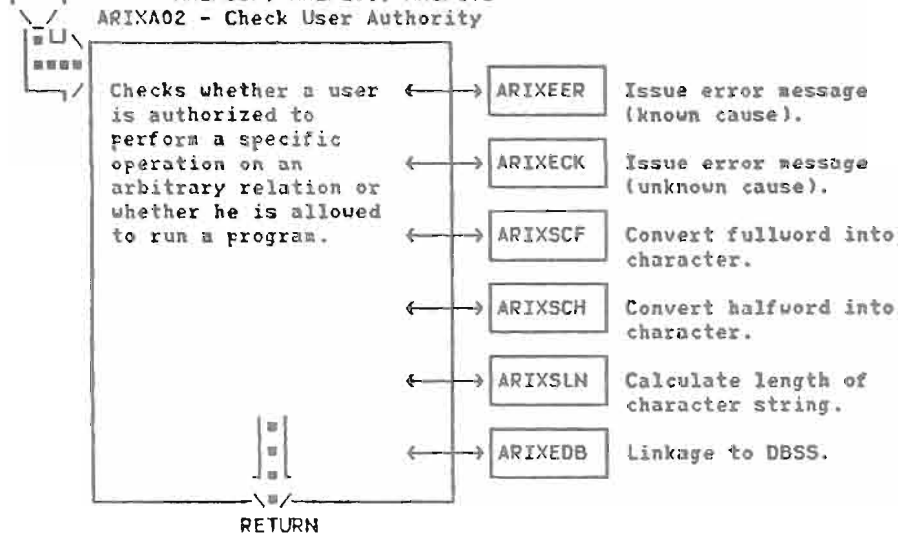 ARIXA02 - Check User Authority
Checks whether a user
is authorized to
perform a specific
operation on an
arbitrary relation or
whether he is allowed
to run a program.
ARIXEER Issue error message
(known cause).
ARIXECK Issue error message
(unknown cause).
ARIXSCF Convert fullword into
character.
ARIXSCH Convert halfword into
character.
ARIXSLN Calculate length of
character string.
ARIXEDB Linkage to DBSS.
RETURN